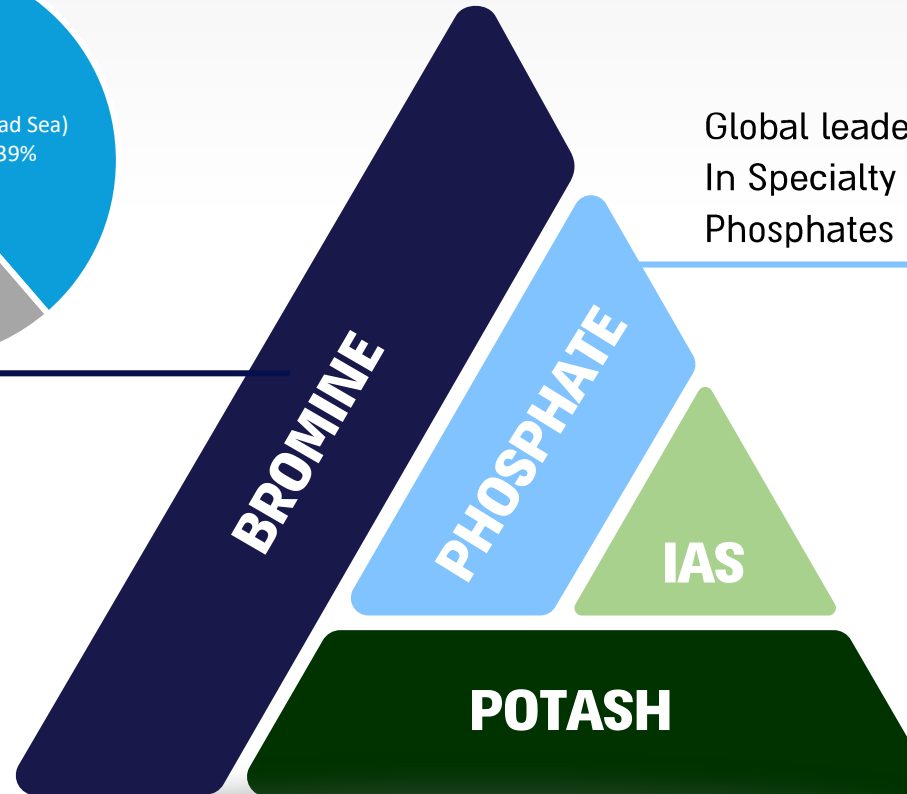 ad Sea)
39%
Global leade
In Specialty
Phosphates
BROMINE
PHOSPHATE
IAS
POTASH